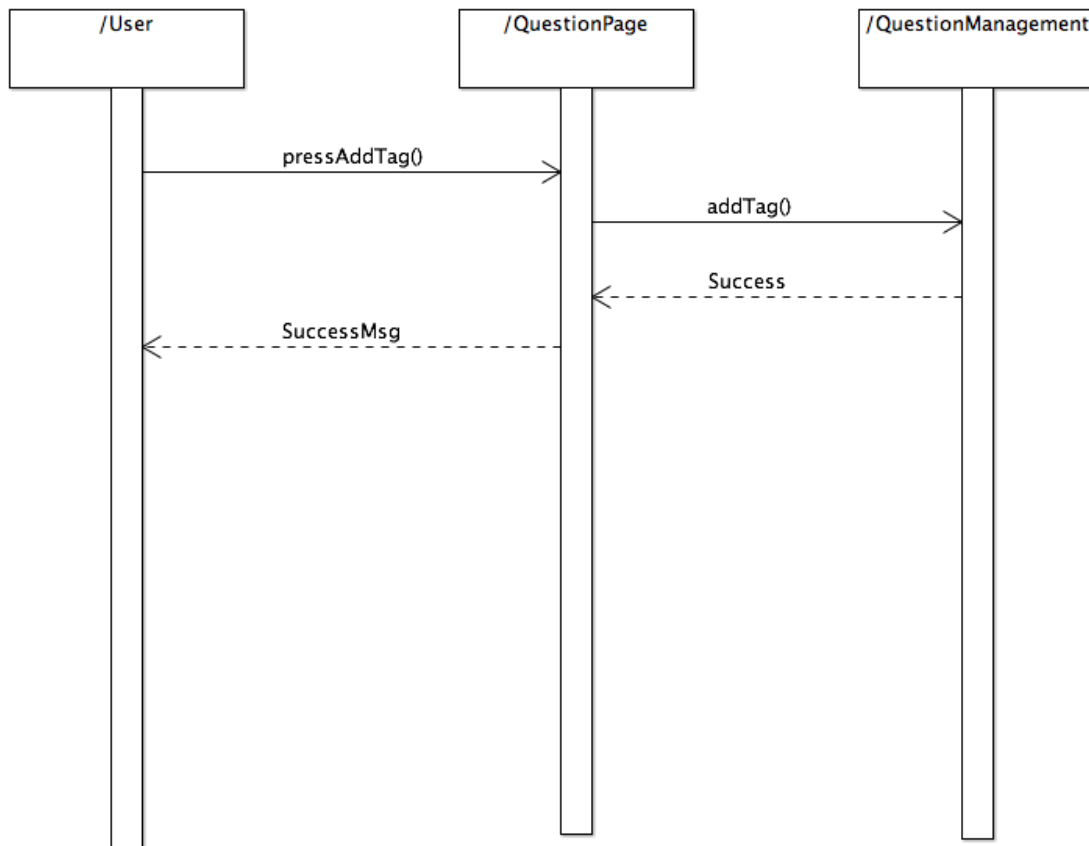 /User
/QuestionPage
/QuestionManagement
pressAddTag()
addTag()
Success
SuccessMsg